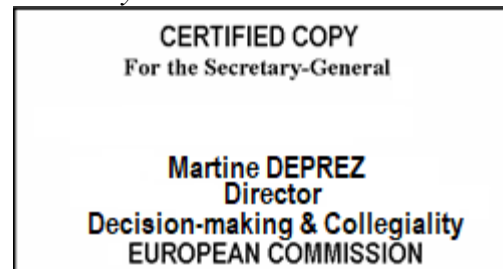 CERTIFIED COPY
For the Secretary-General
Martine DEPREZ
Director
Decision-making & Collegiality
EUROPEAN COMMISSION